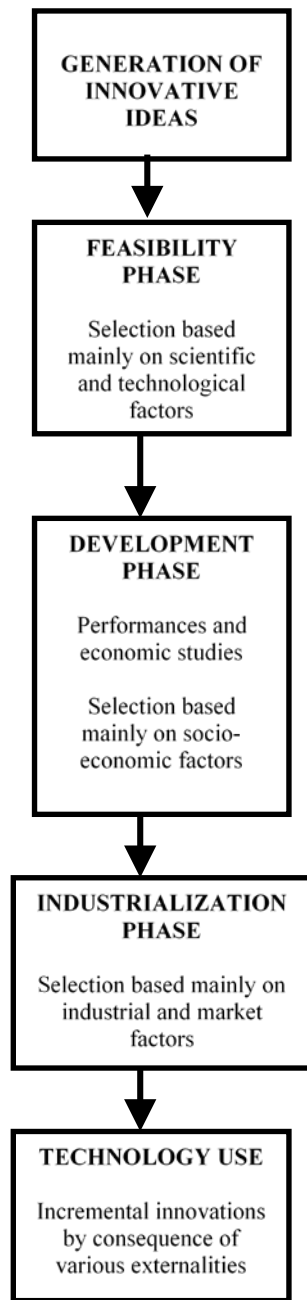 GENERATION OF
INNOVATIVE
IDEAS
FEASIBILITY
PHASE
Selection based
mainly on scientific
and technological
factors
DEVELOPMENT
PHASE
Performances and
economic studies
Selection based
mainly on socio-
economic factors
INDUSTRIALIZATION
PHASE
Selection based mainly on
industrial and market
factors
TECHNOLOGY USE
Incremental innovations
by consequence of
various externalities